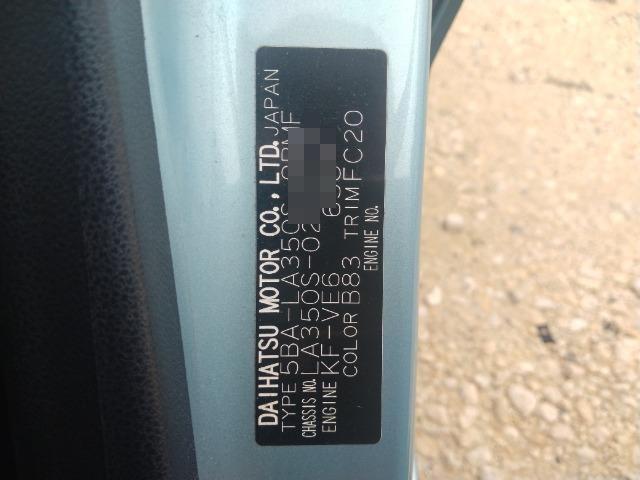 DAIHATSU MOTOR CO., LTD. JAPAN
TYPE 5BA-LA350S
CHASSIS NO. LA350S-02
ENGINE KF-VE6
COLOR B83 TRIM FC20
ENGINE NO.